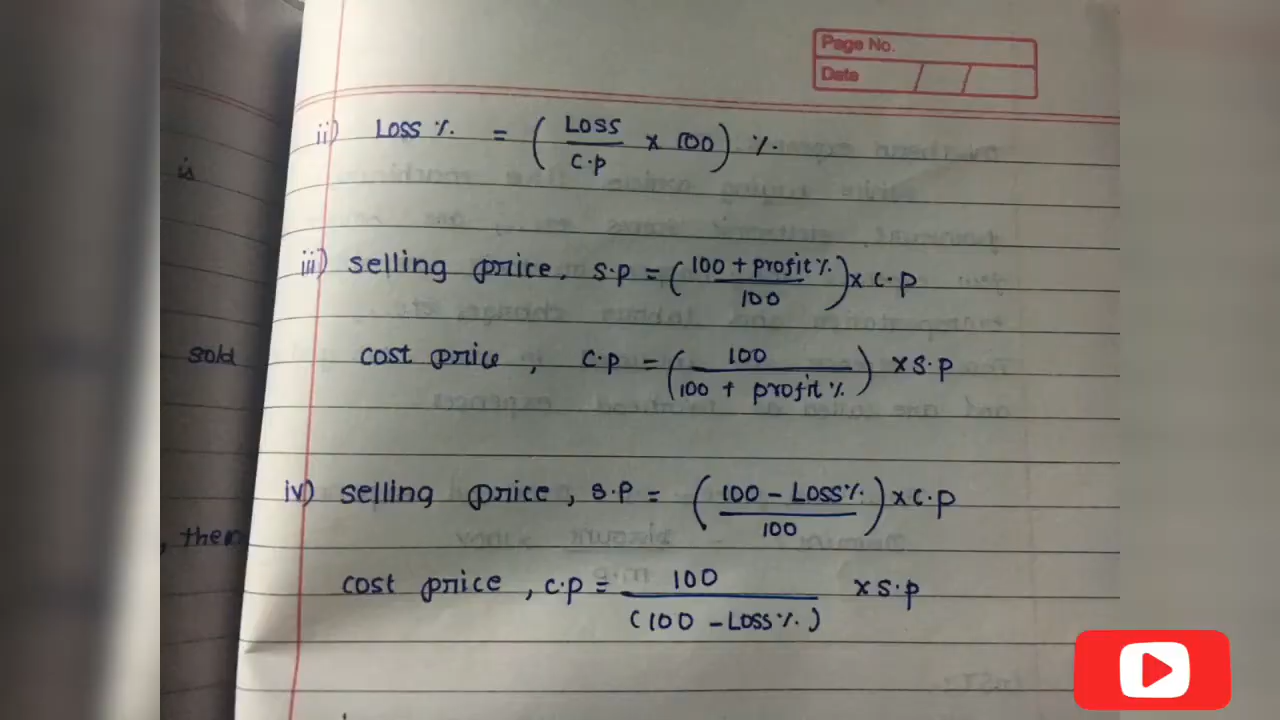 Page No.
Date
is
ii) Loss % = ( Loss / C.P × 100 ) %.
iii) selling price, S.P = ( 100 + profit% / 100 ) × C.P
sold
cost price, C.P = ( 100 / 100 + profit % ) × S.P
iv) selling price, S.P = ( 100 - Loss% / 100 ) × C.P
, then
cost price, C.P = 100 / (100 - Loss %) × S.P